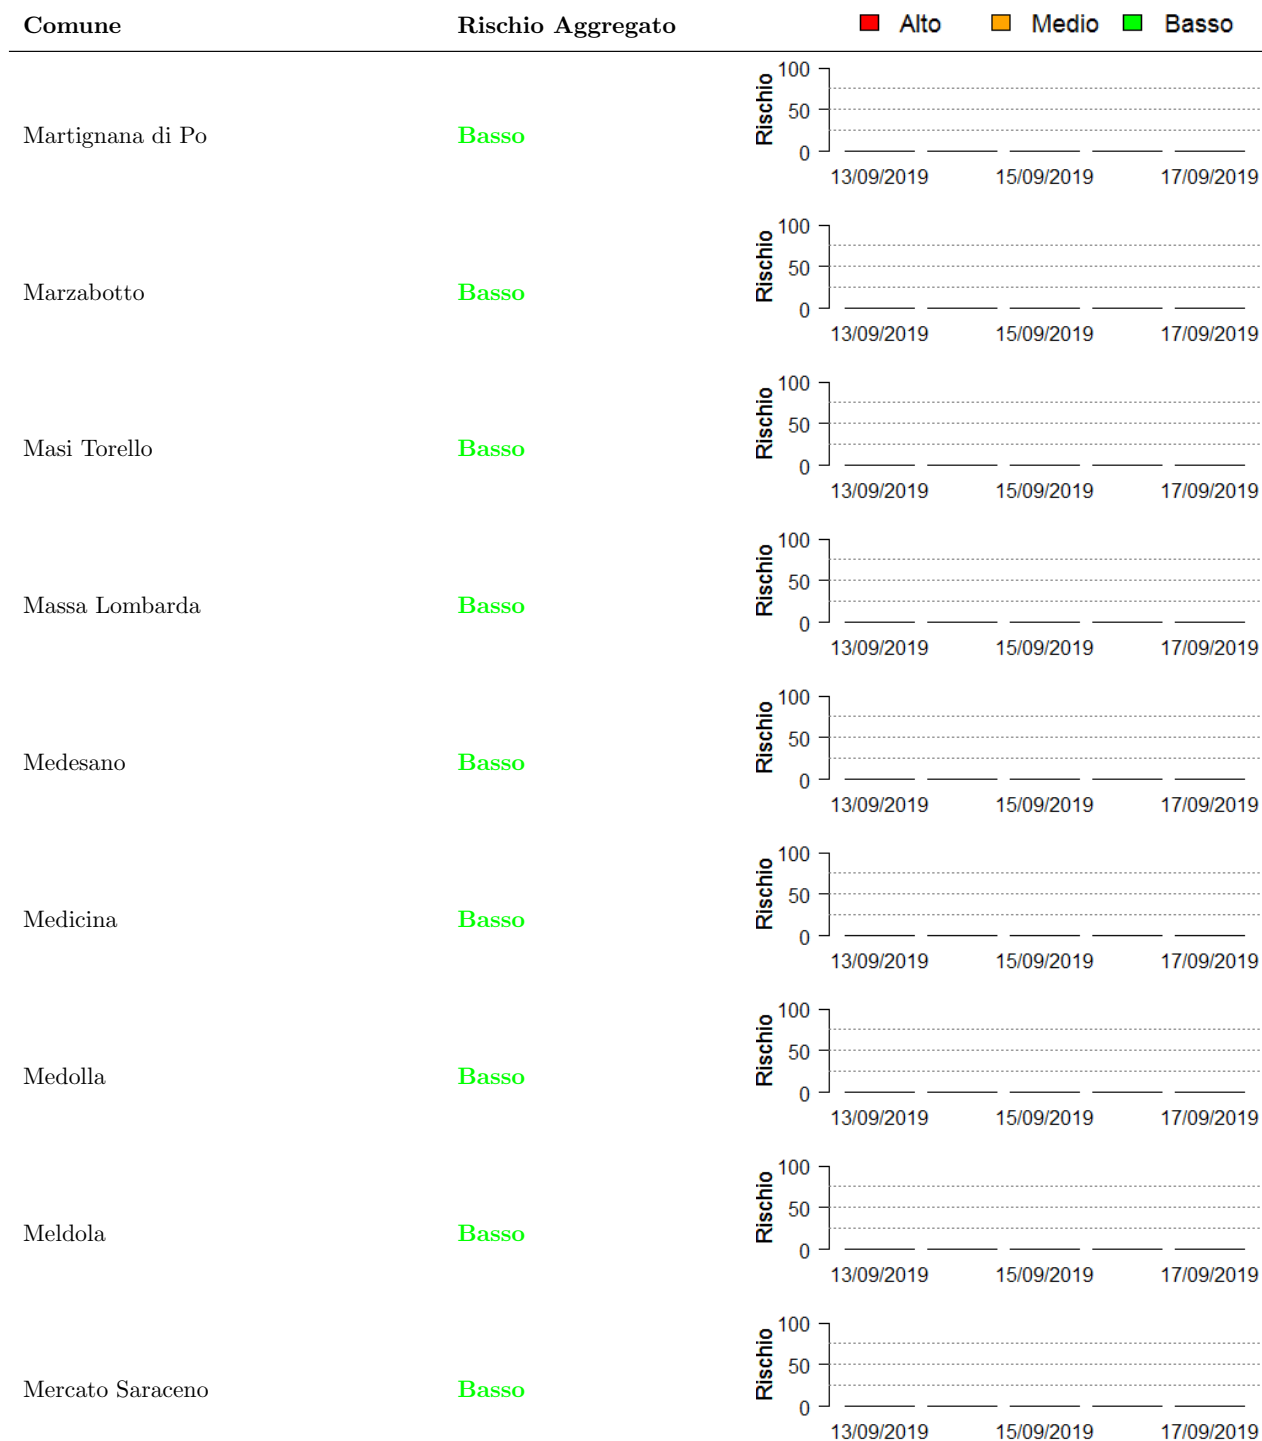 Comune Rischio Aggregato Alto Medio Basso
Martignana di Po Basso Rischio 100 50 0
13/09/2019 15/09/2019 17/09/2019
Marzabotto Basso Rischio 100 50 0
13/09/2019 15/09/2019 17/09/2019
Masi Torello Basso Rischio 100 50 0
13/09/2019 15/09/2019 17/09/2019
Massa Lombarda Basso Rischio 100 50 0
13/09/2019 15/09/2019 17/09/2019
Medesano Basso Rischio 100 50 0
13/09/2019 15/09/2019 17/09/2019
Medicina Basso Rischio 100 50 0
13/09/2019 15/09/2019 17/09/2019
Medolla Basso Rischio 100 50 0
13/09/2019 15/09/2019 17/09/2019
Meldola Basso Rischio 100 50 0
13/09/2019 15/09/2019 17/09/2019
Mercato Saraceno Basso Rischio 100 50 0
13/09/2019 15/09/2019 17/09/2019